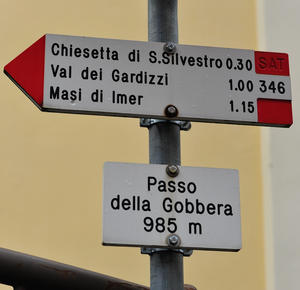 Chiesetta di S.Silvestro 0.30 SAT
Val dei Gardizzi 1.00 346
Masi di Imer 1.15
Passo
della Gobbera
985 m